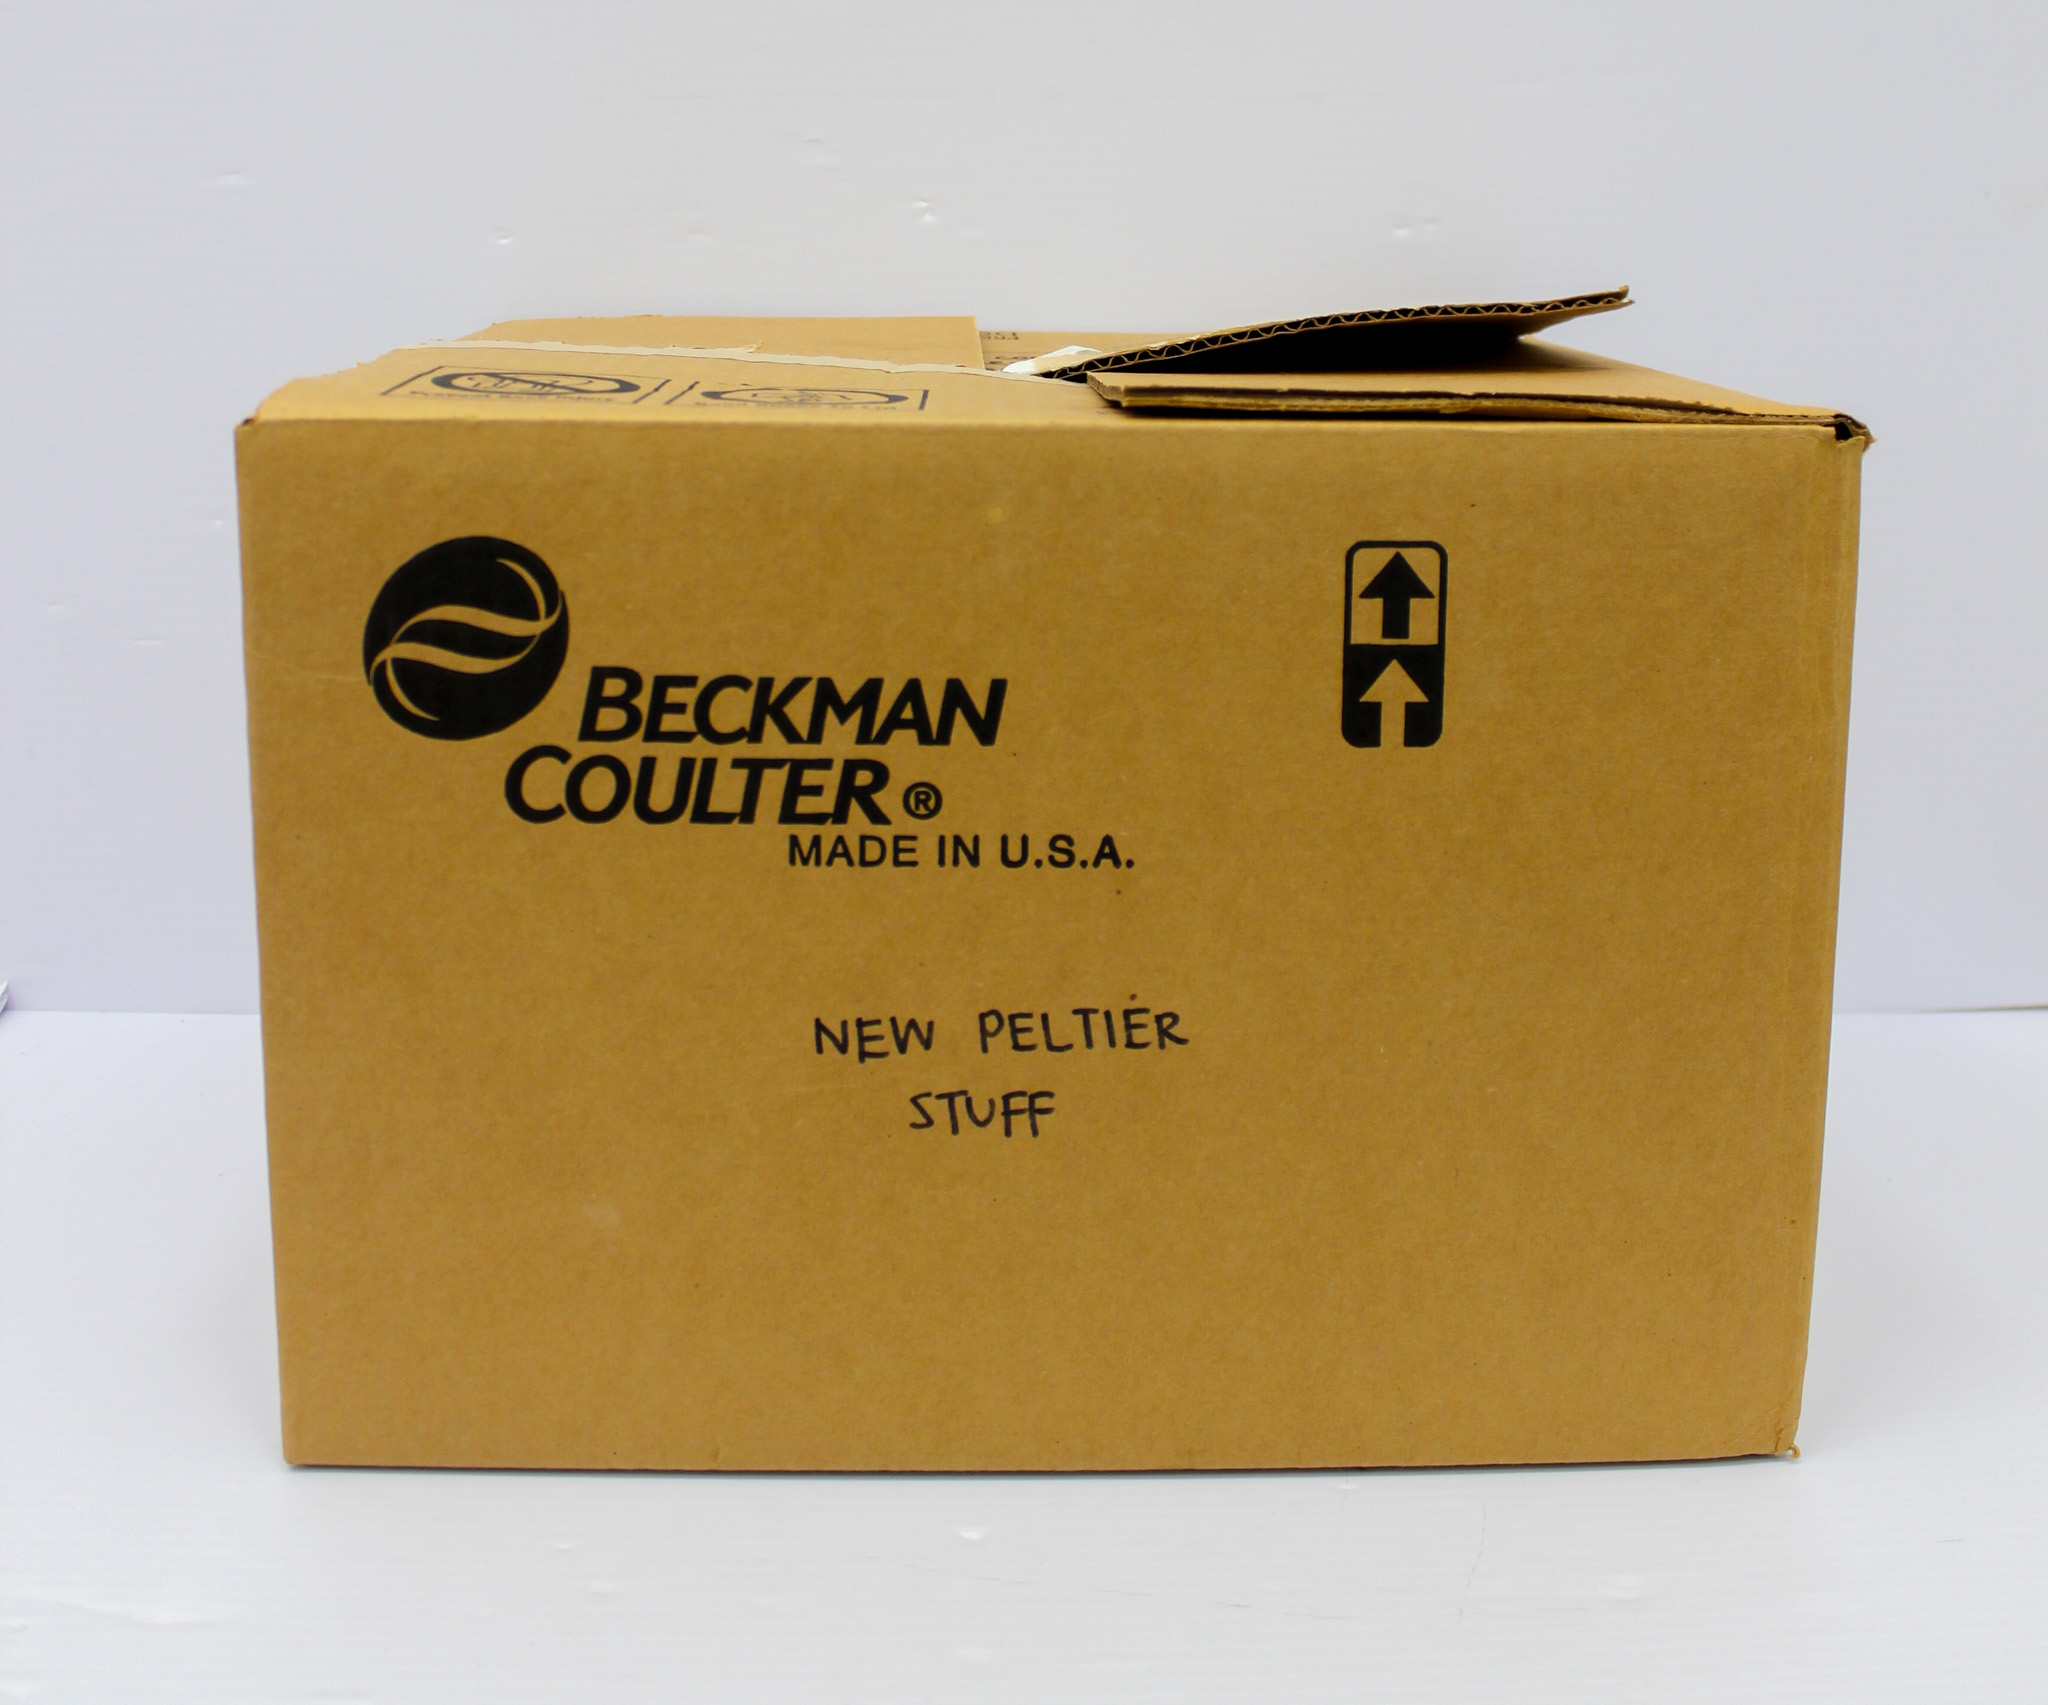 BECKMAN
COULTER®
MADE IN U.S.A.
NEW PELTIER
STUFF